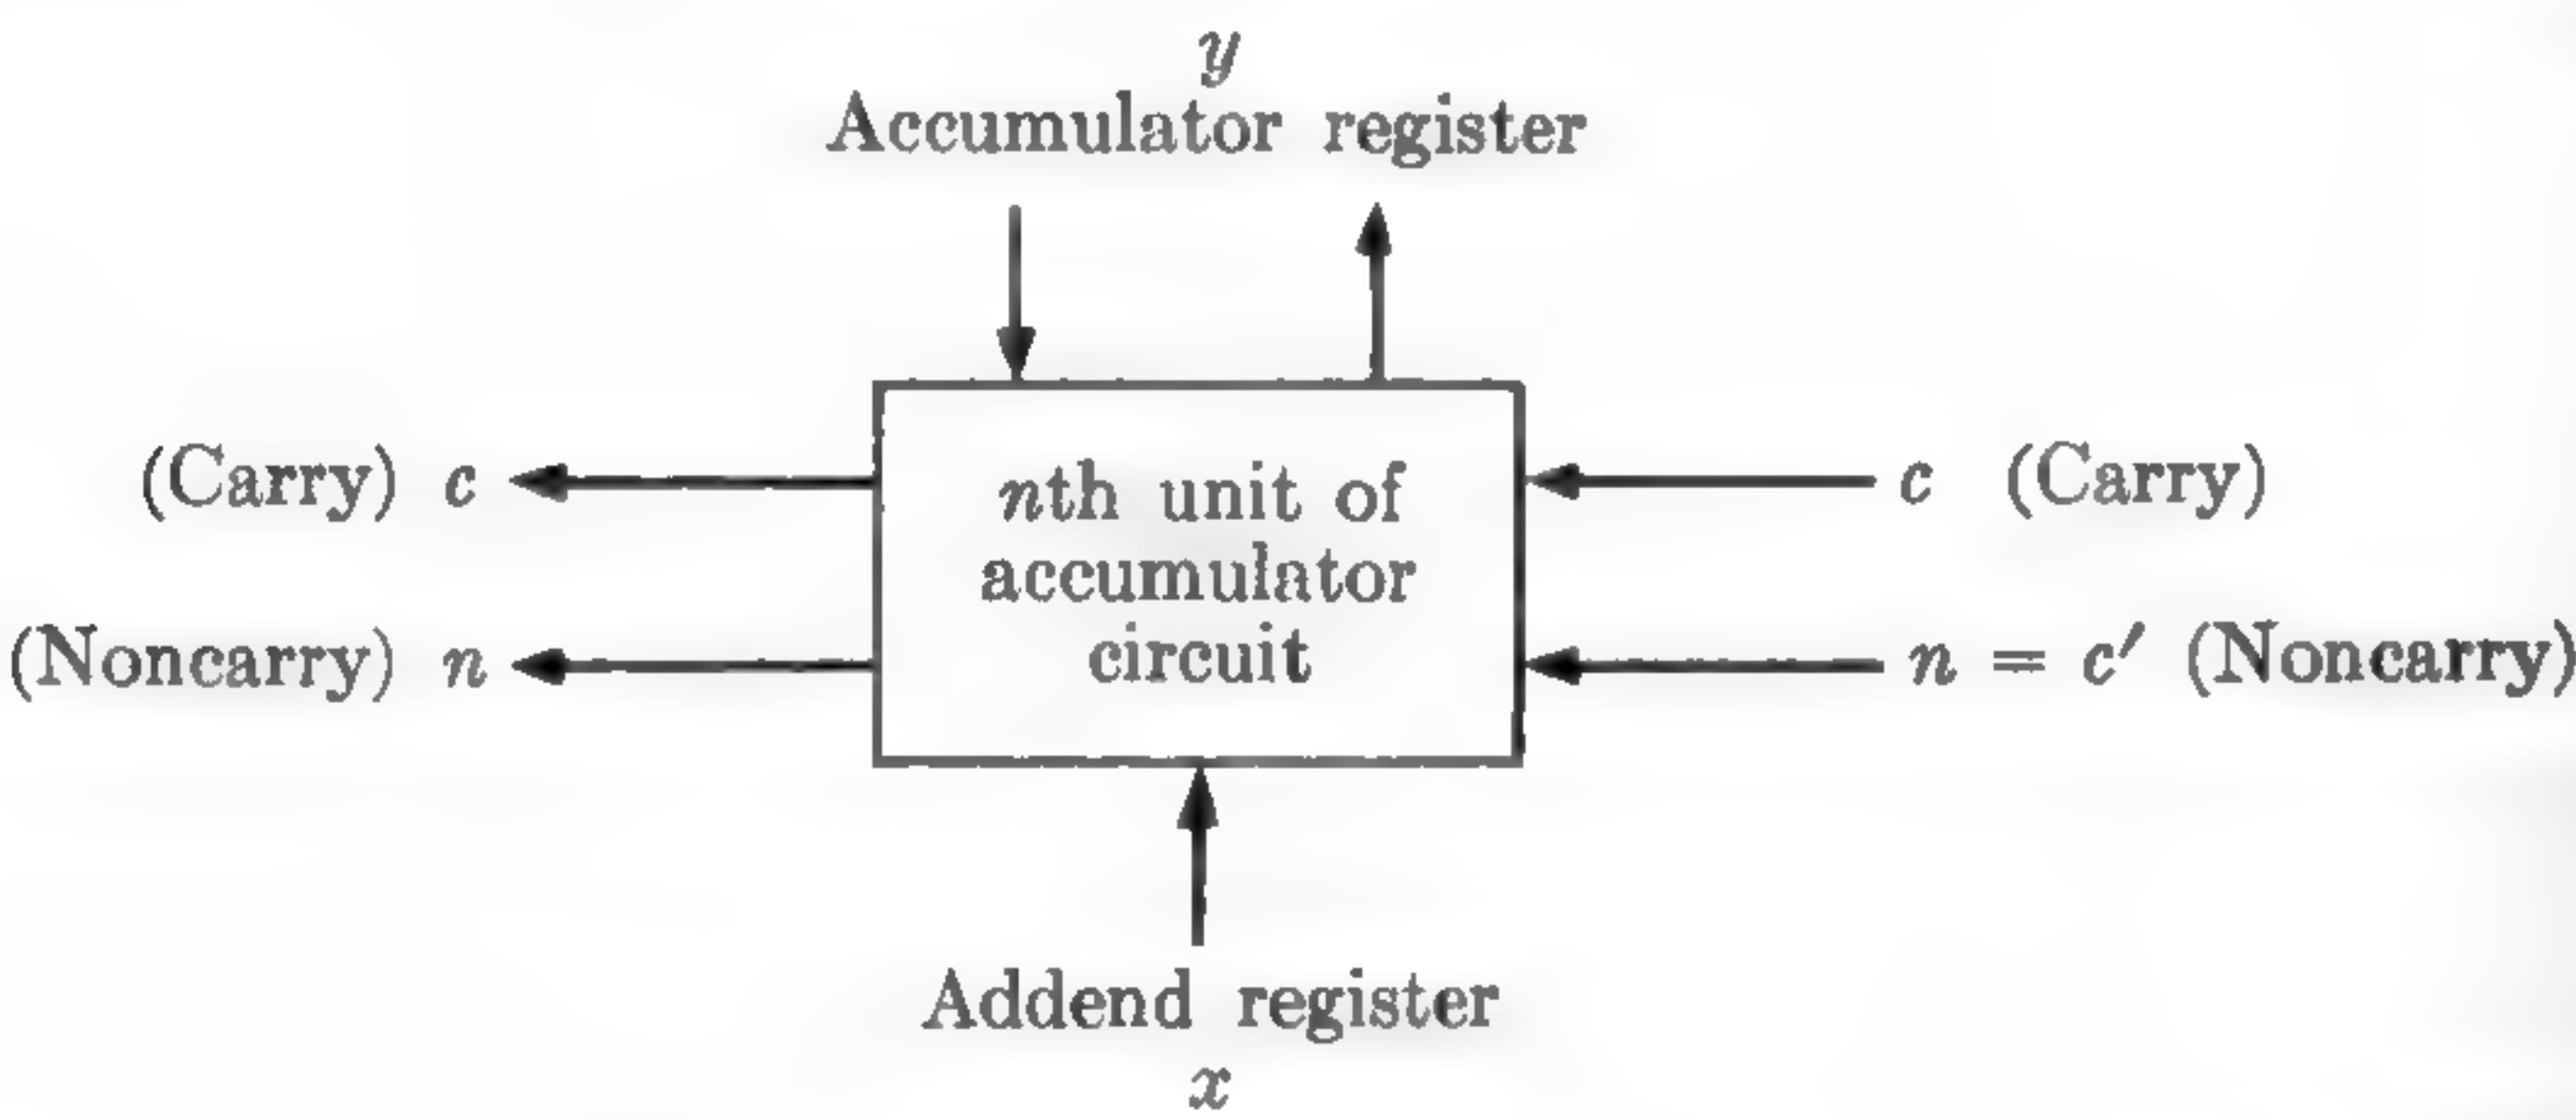 y
Accumulator register
(Carry) c
c (Carry)
nth unit of
accumulator
circuit
(Noncarry) n
n = c′ (Noncarry)
Addend register
x